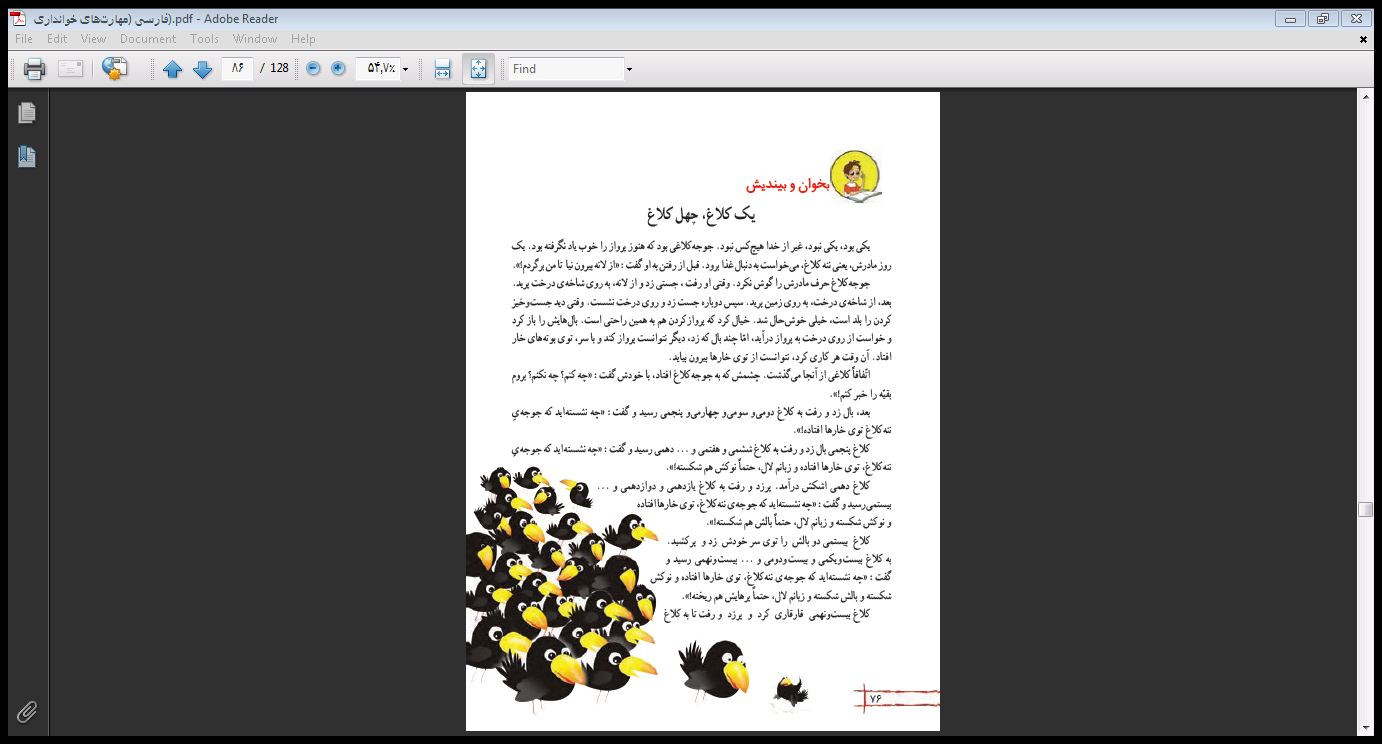 فارسی (مهارت‌های خوانداری).pdf - Adobe Reader
File Edit View Document Tools Window Help
۸۶ / 128 ۵۴,۷٪ Find
بخوان و بیندیش
یک کلاغ، چهل کلاغ
یکی بود، یکی نبود، غیر از خدا هیچ‌کس نبود. جوجه‌کلاغی بود که هنوز پرواز را خوب یاد نگرفته بود. یک
روز مادرش، یعنی ننه کلاغ، می‌خواست به دنبال غذا برود. قبل از رفتن به او گفت : «از لانه بیرون نیا تا من برگردم!».
جوجه‌کلاغ حرف مادرش را گوش نکرد. وقتی او رفت ، جستی زد و از لانه، به روی شاخه‌ی درخت پرید.
بعد، از شاخه‌ی درخت، به روی زمین پرید. سپس دوباره جست زد و روی درخت نشست. وقتی دید جست‌وخیز
کردن را بلد است، خیلی خوش‌حال شد. خیال کرد که پرواز کردن هم به همین راحتی است. بال‌هایش را باز کرد
و خواست از روی درخت به پرواز درآید، امّا چند بال که زد، دیگر نتوانست پرواز کند و با سر، توی بوته‌های خار
افتاد. آن وقت هر کاری کرد، نتوانست از توی خارها بیرون بیاید.
اتّفاقاً کلاغی از آنجا می‌گذشت. چشمش که به جوجه‌کلاغ افتاد، با خودش گفت : «چه کنم؟ چه نکنم؟ بروم
بقیّه را خبر کنم!».
بعد، بال زد و رفت به کلاغ دومی‌و سومی‌و چهارمی‌و پنجمی رسید و گفت : «چه نشسته‌اید که جوجه‌یِ
ننه‌کلاغ توی خارها افتاده!».
کلاغ پنجمی بال زد و رفت به کلاغ ششمی و هفتمی و ... دهمی رسید و گفت : «چه نشسته‌اید که جوجه‌یِ
ننه‌کلاغ، توی خارها افتاده و زبانم لال، حتماً نوکش هم شکسته!».
کلاغ دهمی اشکش درآمد. پرزد و رفت به کلاغ یازدهمی و دوازدهمی و ...
بیستمی‌رسید و گفت : «چه نشسته‌اید که جوجه‌ی ننه‌کلاغ، توی خارها افتاده
و نوکش شکسته و زبانم لال، حتماً بالش هم شکسته!».
کلاغ بیستمی دو بالش را توی سر خودش زد و پرکشید.
به کلاغ بیست‌ویکمی و بیست‌ودومی و ... بیست‌ونهمی رسید و
گفت : «چه نشسته‌اید که جوجه‌ی ننه‌کلاغ، توی خارها افتاده و نوکش
شکسته و بالش شکسته و زبانم لال، حتماً پرهایش هم ریخته!».
کلاغ بیست‌ونهمی قارقاری کرد و پرزد و رفت تا به کلاغ
۷۶